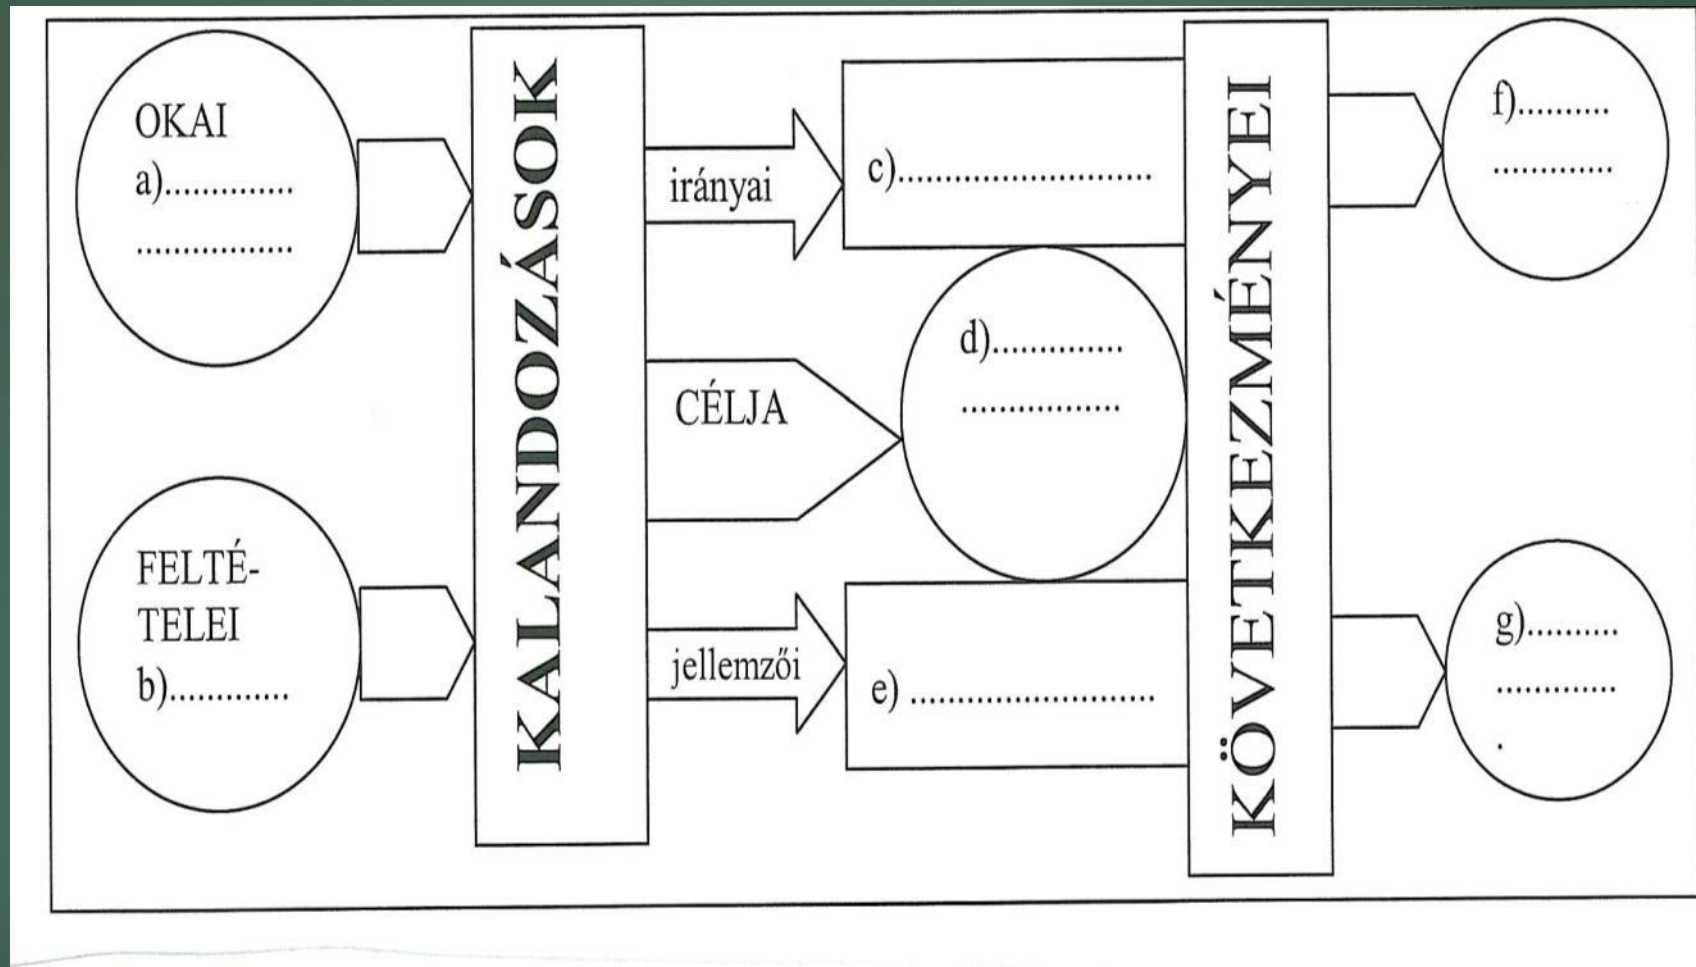 OKAI
a)..............
.................
FELTÉ-
TELEI
b).............
KALANDOZÁSOK
irányai
CÉLJA
jellemzői
c)...........................
d)..............
.................
e) ..........................
KÖVETKEZMÉNYEI
f)..........
.............
g)..........
.............
.